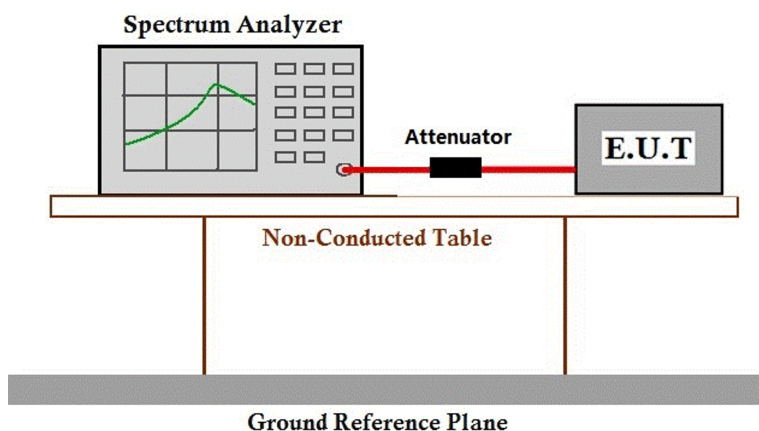 Spectrum Analyzer
Attenuator
E.U.T
Non-Conducted Table
Ground Reference Plane